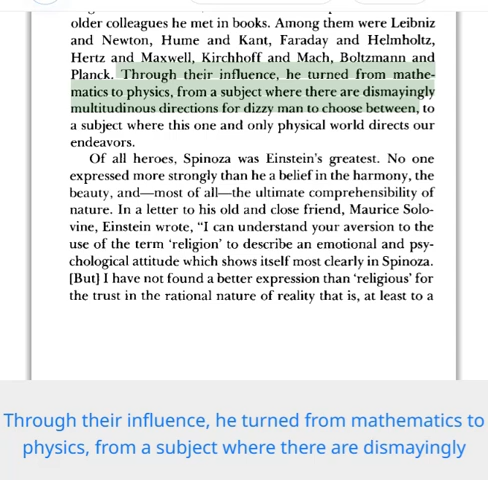 older colleagues he met in books. Among them were Leibniz
and Newton, Hume and Kant, Faraday and Helmholtz,
Hertz and Maxwell, Kirchhoff and Mach, Boltzmann and
Planck. Through their influence, he turned from mathe-
matics to physics, from a subject where there are dismayingly
multitudinous directions for dizzy man to choose between, to
a subject where this one and only physical world directs our
endeavors.
Of all heroes, Spinoza was Einstein's greatest. No one
expressed more strongly than he a belief in the harmony, the
beauty, and—most of all—the ultimate comprehensibility of
nature. In a letter to his old and close friend, Maurice Solo-
vine, Einstein wrote, “I can understand your aversion to the
use of the term ‘religion’ to describe an emotional and psy-
chological attitude which shows itself most clearly in Spinoza.
[But] I have not found a better expression than ‘religious’ for
the trust in the rational nature of reality that is, at least to a
Through their influence, he turned from mathematics to
physics, from a subject where there are dismayingly